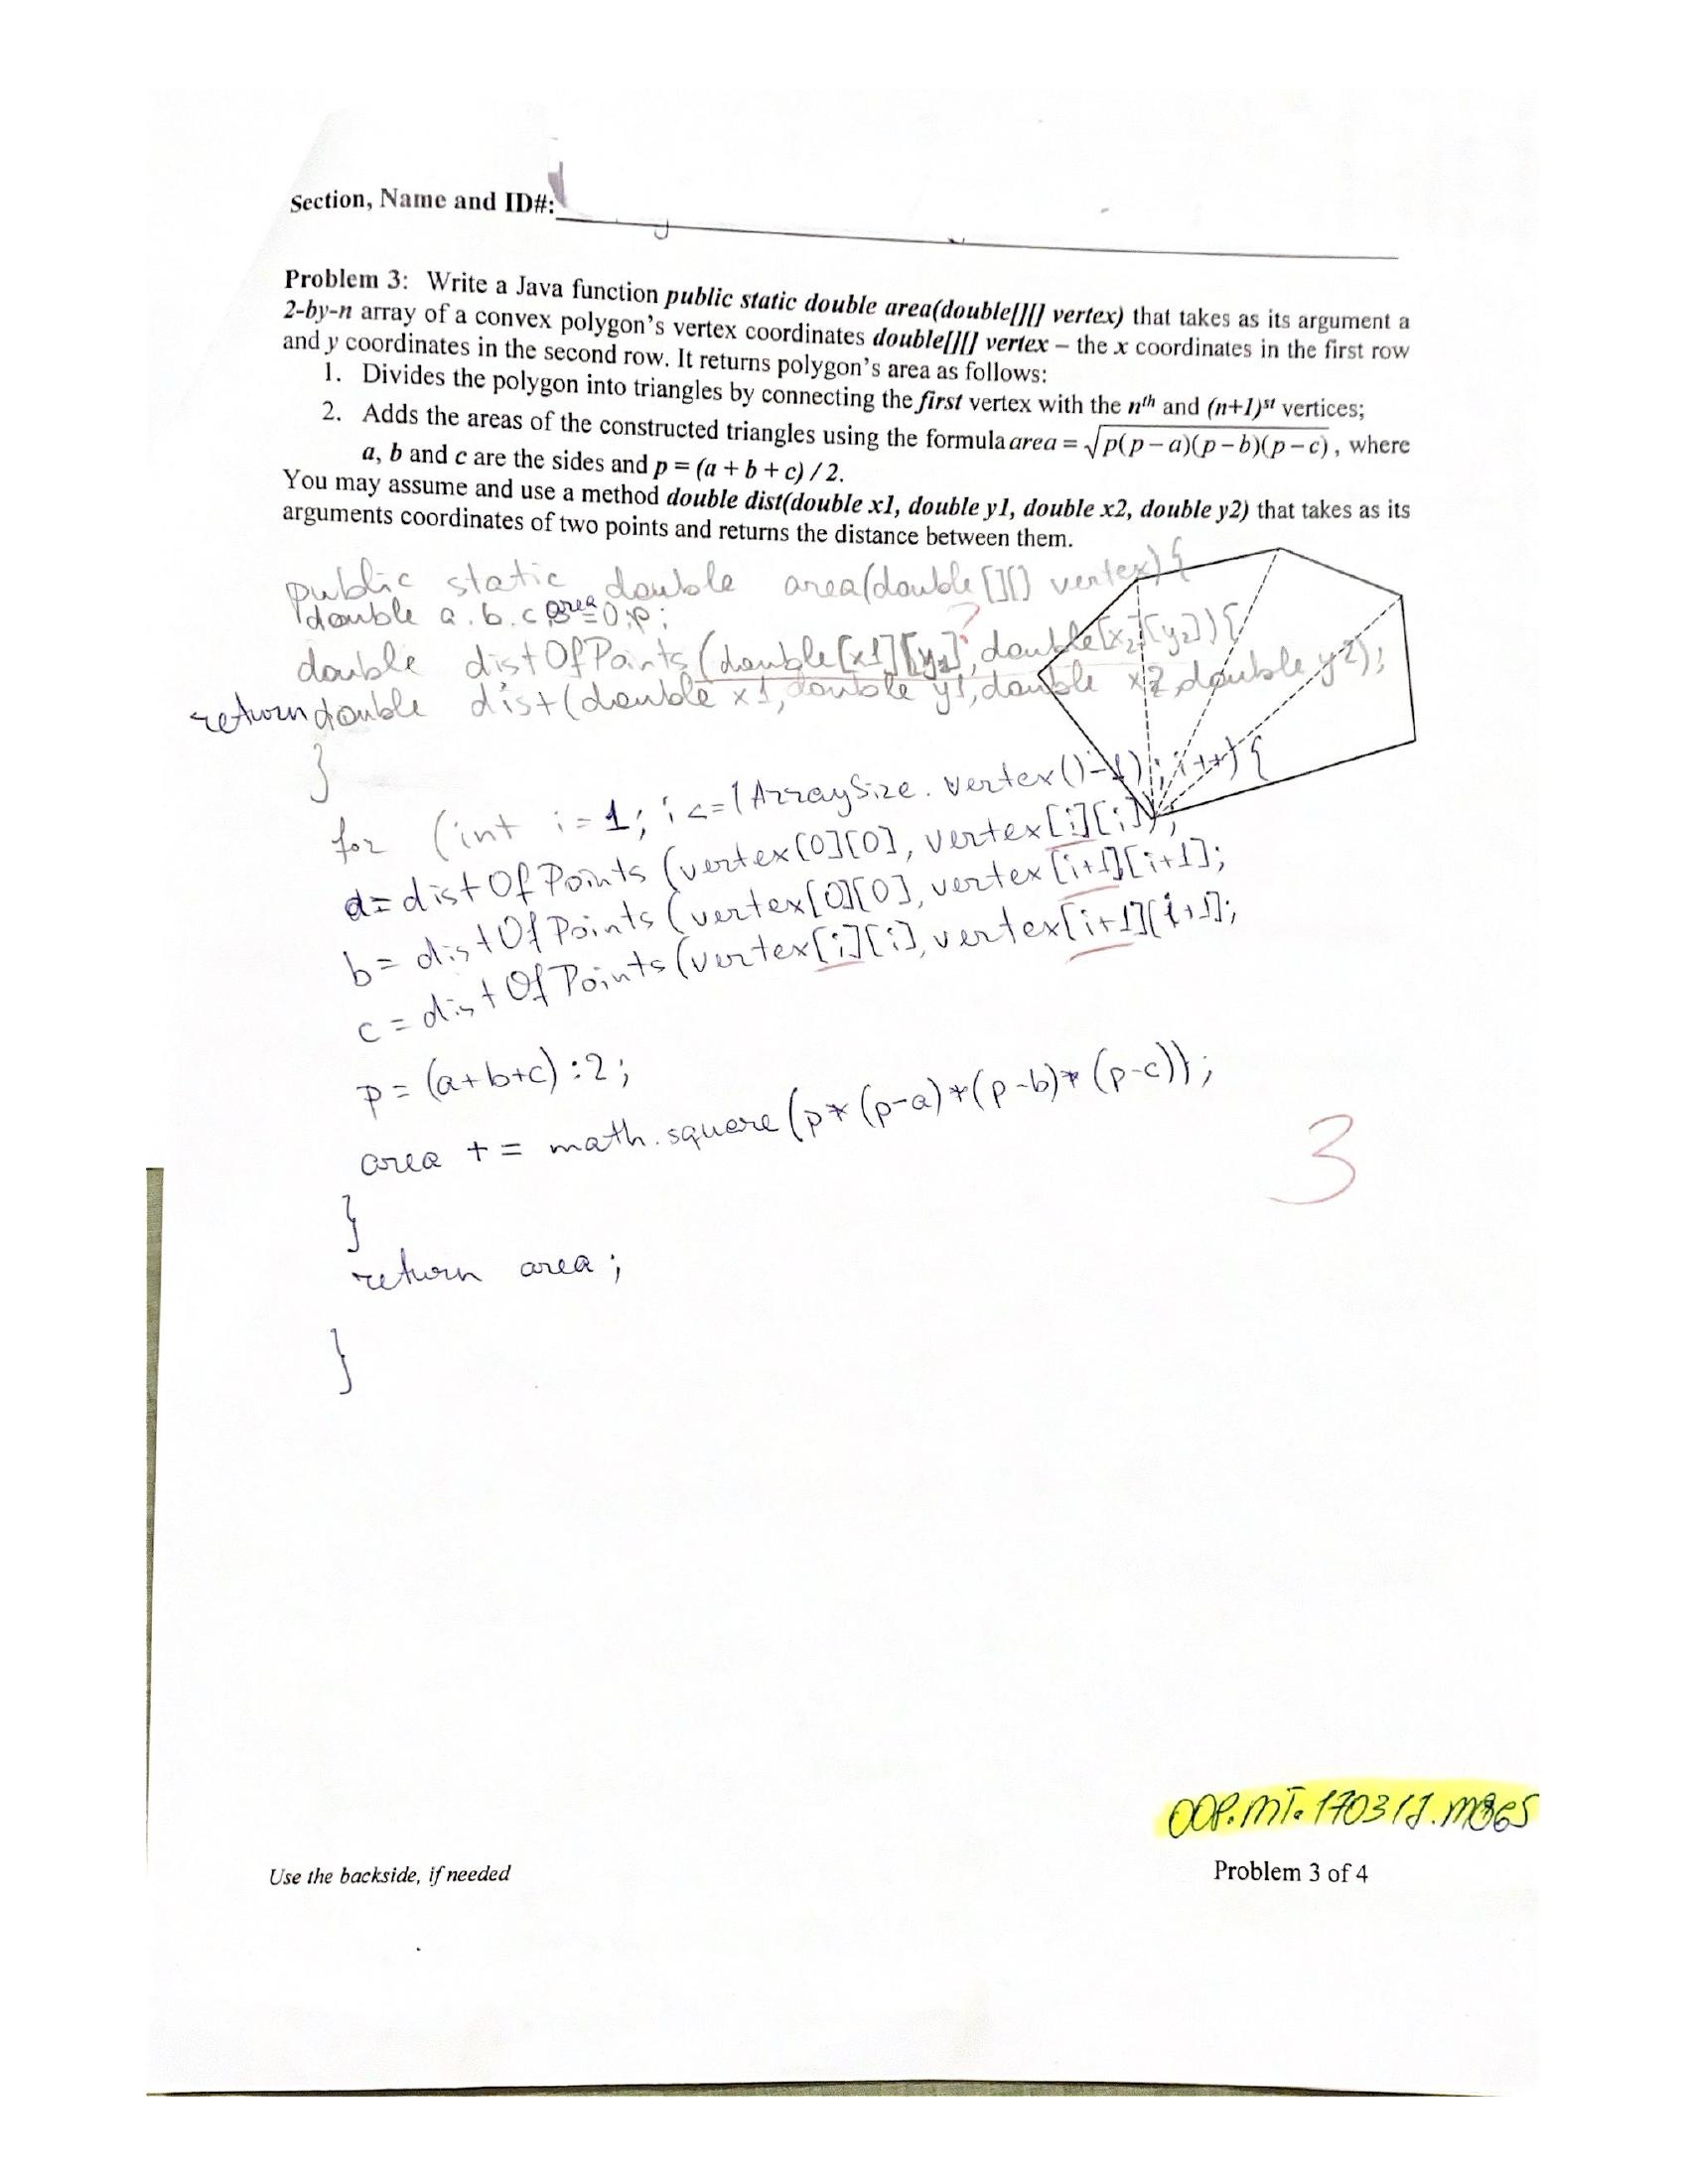 Section, Name and ID#:
Problem 3: Write a Java function public static double area(double[][] vertex) that takes as its argument a
2-by-n array of a convex polygon's vertex coordinates double[][] vertex – the x coordinates in the first row
and y coordinates in the second row. It returns polygon's area as follows:
1. Divides the polygon into triangles by connecting the first vertex with the nth and (n+1)st vertices;
2. Adds the areas of the constructed triangles using the formula area = √p(p – a)(p – b)(p – c) , where
a, b and c are the sides and p = (a + b + c) / 2.
You may assume and use a method double dist(double x1, double y1, double x2, double y2) that takes as its
arguments coordinates of two points and returns the distance between them.
public static double area(double[][] vertex){
double a, b, c, area=0;p;
?
double distOfPoints (double[x1][y1], double[x2][y2]){
return double dist(double x1, double y1, double x2, double y2);
}
for (int i=1; i<=(ArraySize.vertex()-1); i++){
a= distOfPoints (vertex[0][0], vertex[i][i]);
b= distOfPoints (vertex[0][0], vertex[i+1][i+1];
c = distOfPoints (vertex[i][i], vertex[i+1][i+1];
p= (a+b+c):2;
area += math.square(p*(p-a)*(p-b)*(p-c));
3
}
return area;
}
OOP.MT.170317.M365
Use the backside, if needed
Problem 3 of 4